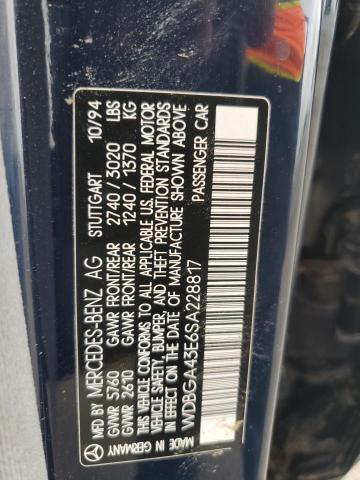 MFD. BY MERCEDES-BENZ AG STUTTGART 10/94
GVWR 5760 GAWR FRONT/REAR 2740 / 3020 LBS
GVWR 2610 GAWR FRONT/REAR 1240 / 1370 KG
THIS VEHICLE CONFORMS TO ALL APPLICABLE U.S. FEDERAL MOTOR
VEHICLE SAFETY, BUMPER, AND THEFT PREVENTION STANDARDS
IN EFFECT ON THE DATE OF MANUFACTURE SHOWN ABOVE.
WDBGA43E6SA228817 PASSENGER CAR
MADE IN GERMANY